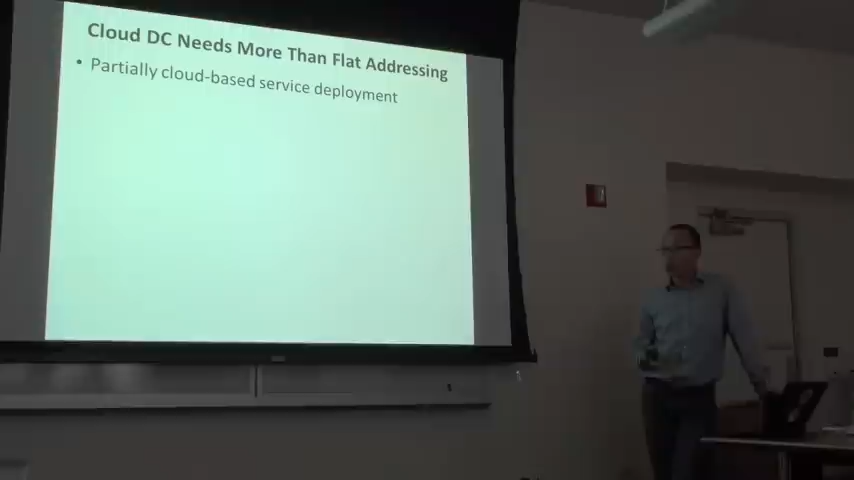 Cloud DC Needs More Than Flat Addressing
• Partially cloud-based service deployment